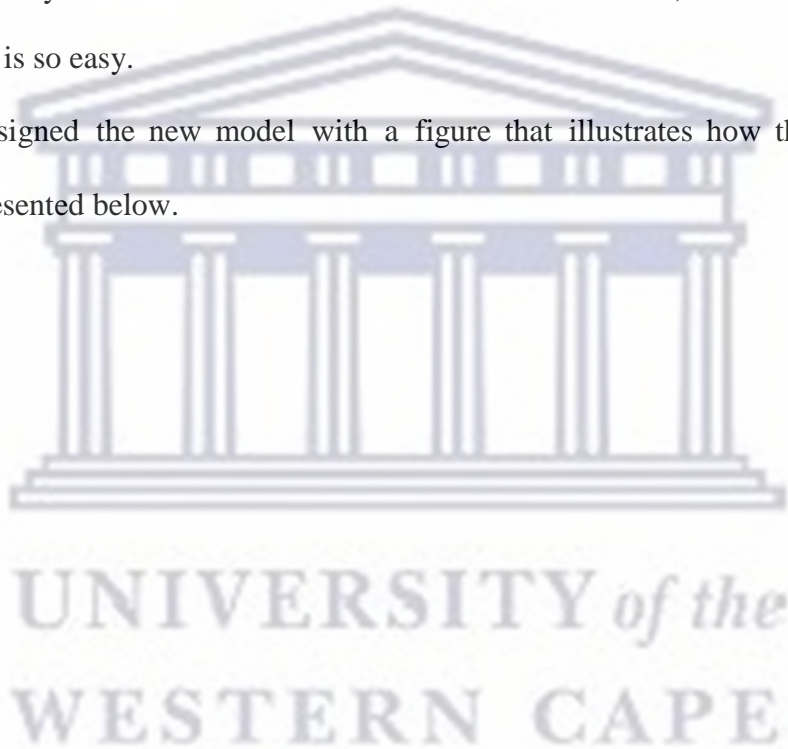 is so easy.
signed the new model with a figure that illustrates how
esented below.
UNIVERSITY of the
WESTERN CAPE